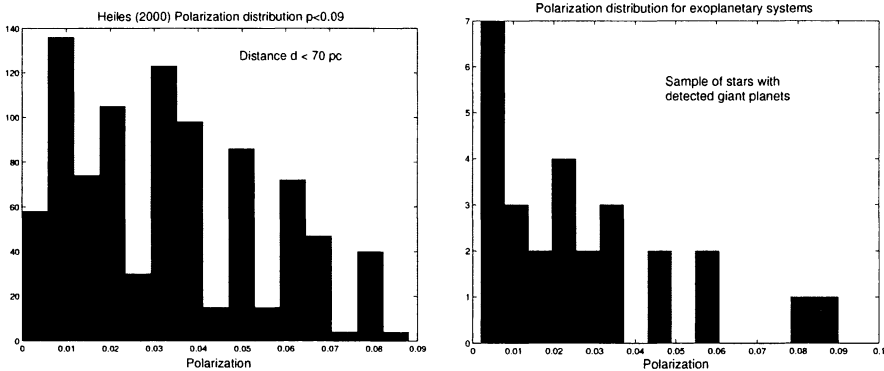 Heiles (2000) Polarization distribution p<0.09
Distance d < 70 pc
140
120
100
80
60
40
20
0
0 0.01 0.02 0.03 0.04 0.05 0.06 0.07 0.08 0.09
Polarization
Polarization distribution for exoplanetary systems
Sample of stars with
detected giant planets
7
6
5
4
3
2
1
0
0 0.01 0.02 0.03 0.04 0.05 0.06 0.07 0.08 0.09 0.1
Polarization